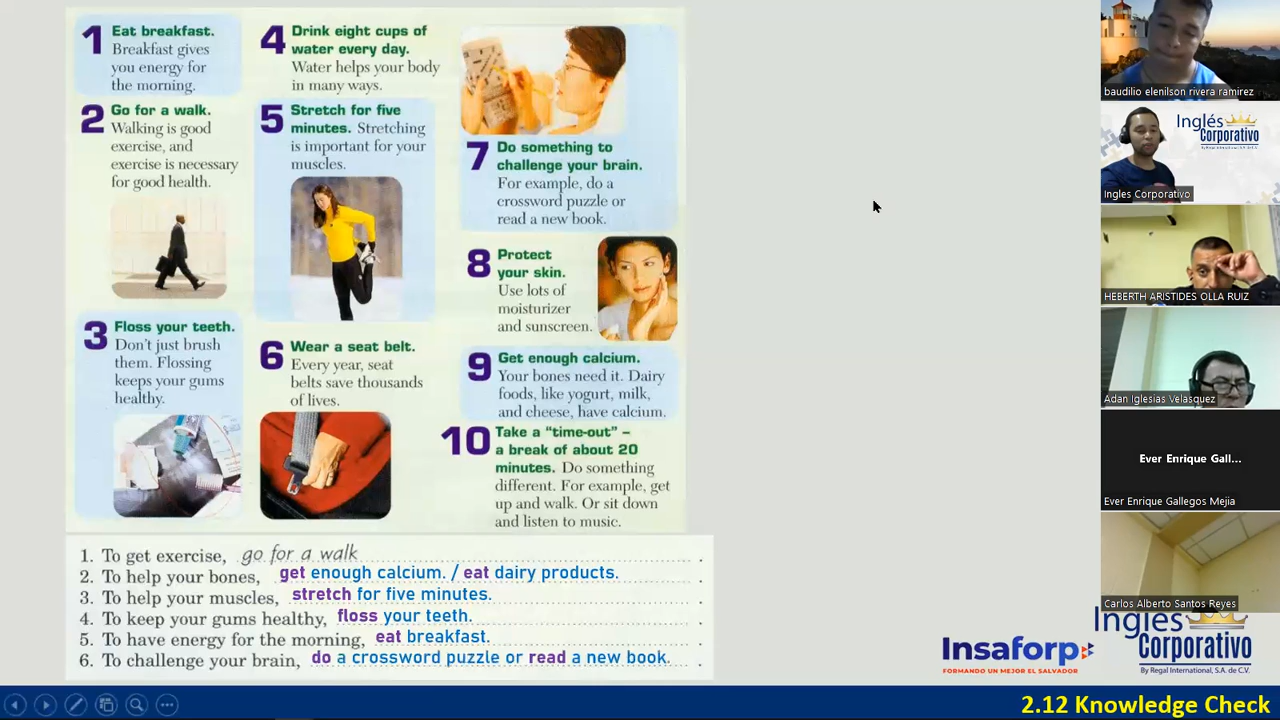 1 Eat breakfast.
Breakfast gives
you energy for
the morning.
2 Go for a walk.
Walking is good
exercise, and
exercise is necessary
for good health.
3 Floss your teeth.
Don't just brush
them. Flossing
keeps your gums
healthy.
4 Drink eight cups of
water every day.
Water helps your body
in many ways.
5 Stretch for five
minutes. Stretching
is important for your
muscles.
6 Wear a seat belt.
Every year, seat
belts save thousands
of lives.
7 Do something to
challenge your brain.
For example, do a
crossword puzzle or
read a new book.
8 Protect
your skin.
Use lots of
moisturizer
and sunscreen.
9 Get enough calcium.
Your bones need it. Dairy
foods, like yogurt, milk,
and cheese, have calcium.
10 Take a "time-out" –
a break of about 20
minutes. Do something
different. For example, get
up and walk. Or sit down
and listen to music.
1. To get exercise, go for a walk.
2. To help your bones, get enough calcium. / eat dairy products.
3. To help your muscles, stretch for five minutes.
4. To keep your gums healthy, floss your teeth.
5. To have energy for the morning, eat breakfast.
6. To challenge your brain, do a crossword puzzle or read a new book.
baudilio elenilson rivera ramirez
Inglés
Corporativo
By Regal International, S.A. de C.V.
Ingles Corporativo
HEBERTH ARISTIDES OLLA RUIZ
Adan Iglesias Velasquez
Ever Enrique Gall...
Ever Enrique Gallegos Mejia
Carlos Alberto Santos Reyes
Insaforp
FORMANDO UN MEJOR EL SALVADOR
Inglés
Corporativo
By Regal International, S.A. de C.V.
2.12 Knowledge Check